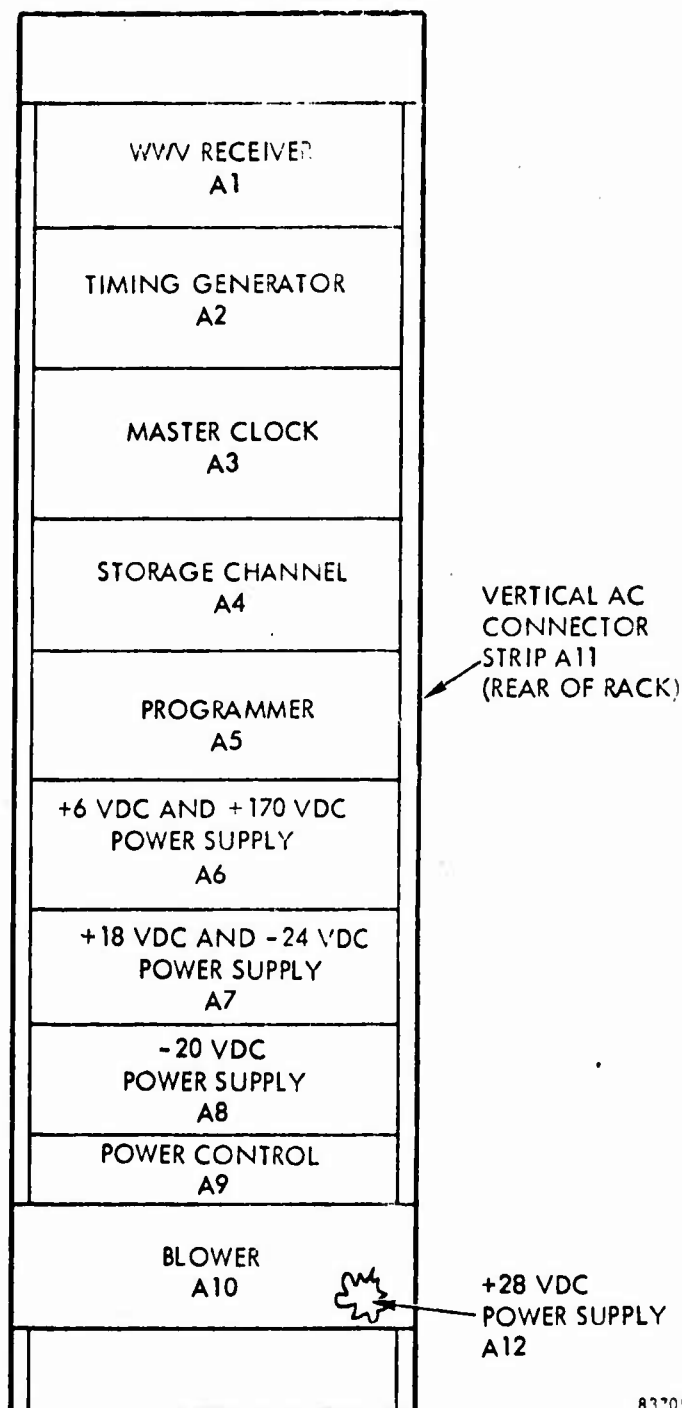 WWV RECEIVER
A1
TIMING GENERATOR
A2
MASTER CLOCK
A3
STORAGE CHANNEL
A4
PROGRAMMER
A5
+6 VDC AND +170 VDC
POWER SUPPLY
A6
+18 VDC AND -24 VDC
POWER SUPPLY
A7
-20 VDC
POWER SUPPLY
A8
POWER CONTROL
A9
BLOWER
A10
VERTICAL AC
CONNECTOR
STRIP A11
(REAR OF RACK)
+28 VDC
POWER SUPPLY
A12